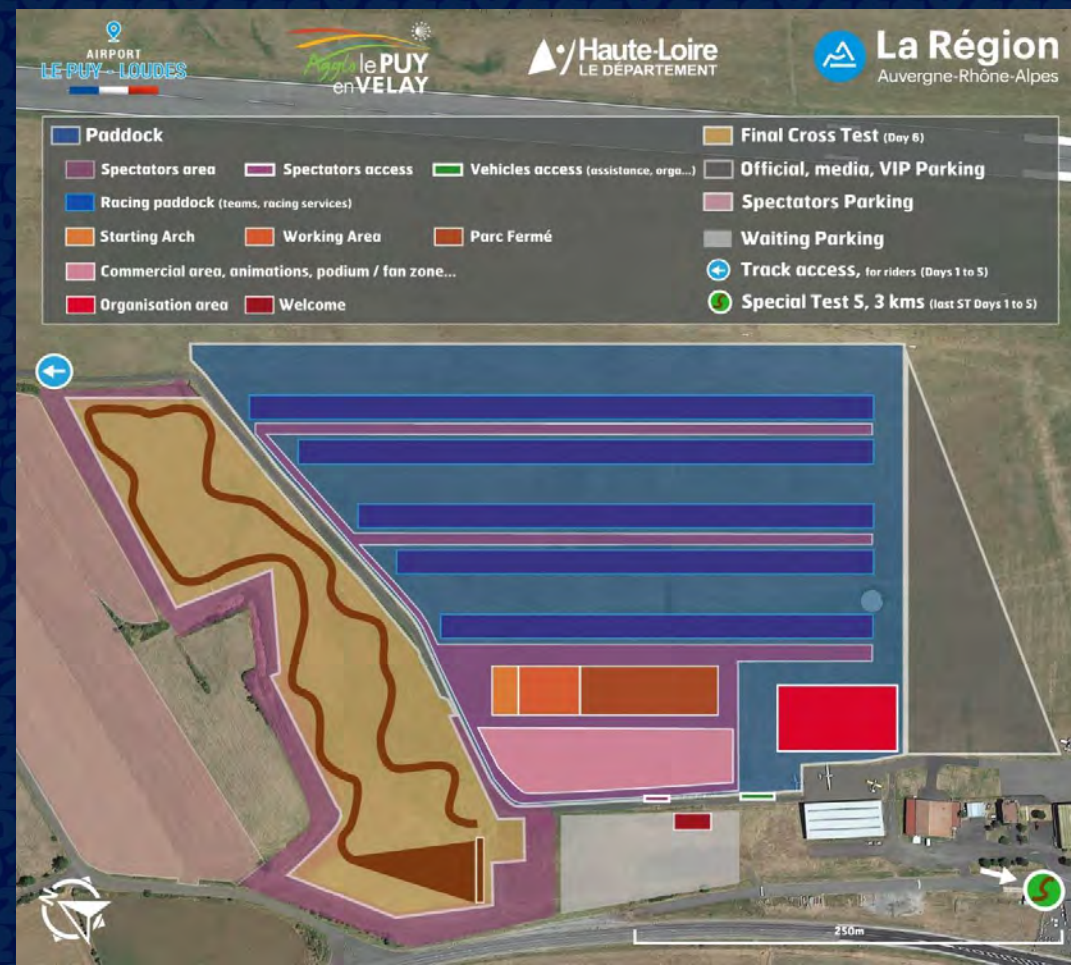 AIRPORT
LE PUY - LOUDES
Agglo le PUY
en VELAY
Haute-Loire
LE DÉPARTEMENT
La Région
Auvergne-Rhône-Alpes
Paddock
Spectators area
Spectators access
Vehicles access (assistance, orga...)
Racing paddock (teams, racing services)
Starting Arch
Working Area
Parc Fermé
Commercial area, animations, podium / fan zone...
Organisation area
Welcome
Final Cross Test (Day 6)
Official, media, VIP Parking
Spectators Parking
Waiting Parking
Track access, for riders (Days 1 to 5)
Special Test 5, 3 kms (last ST Days 1 to 5)
250m